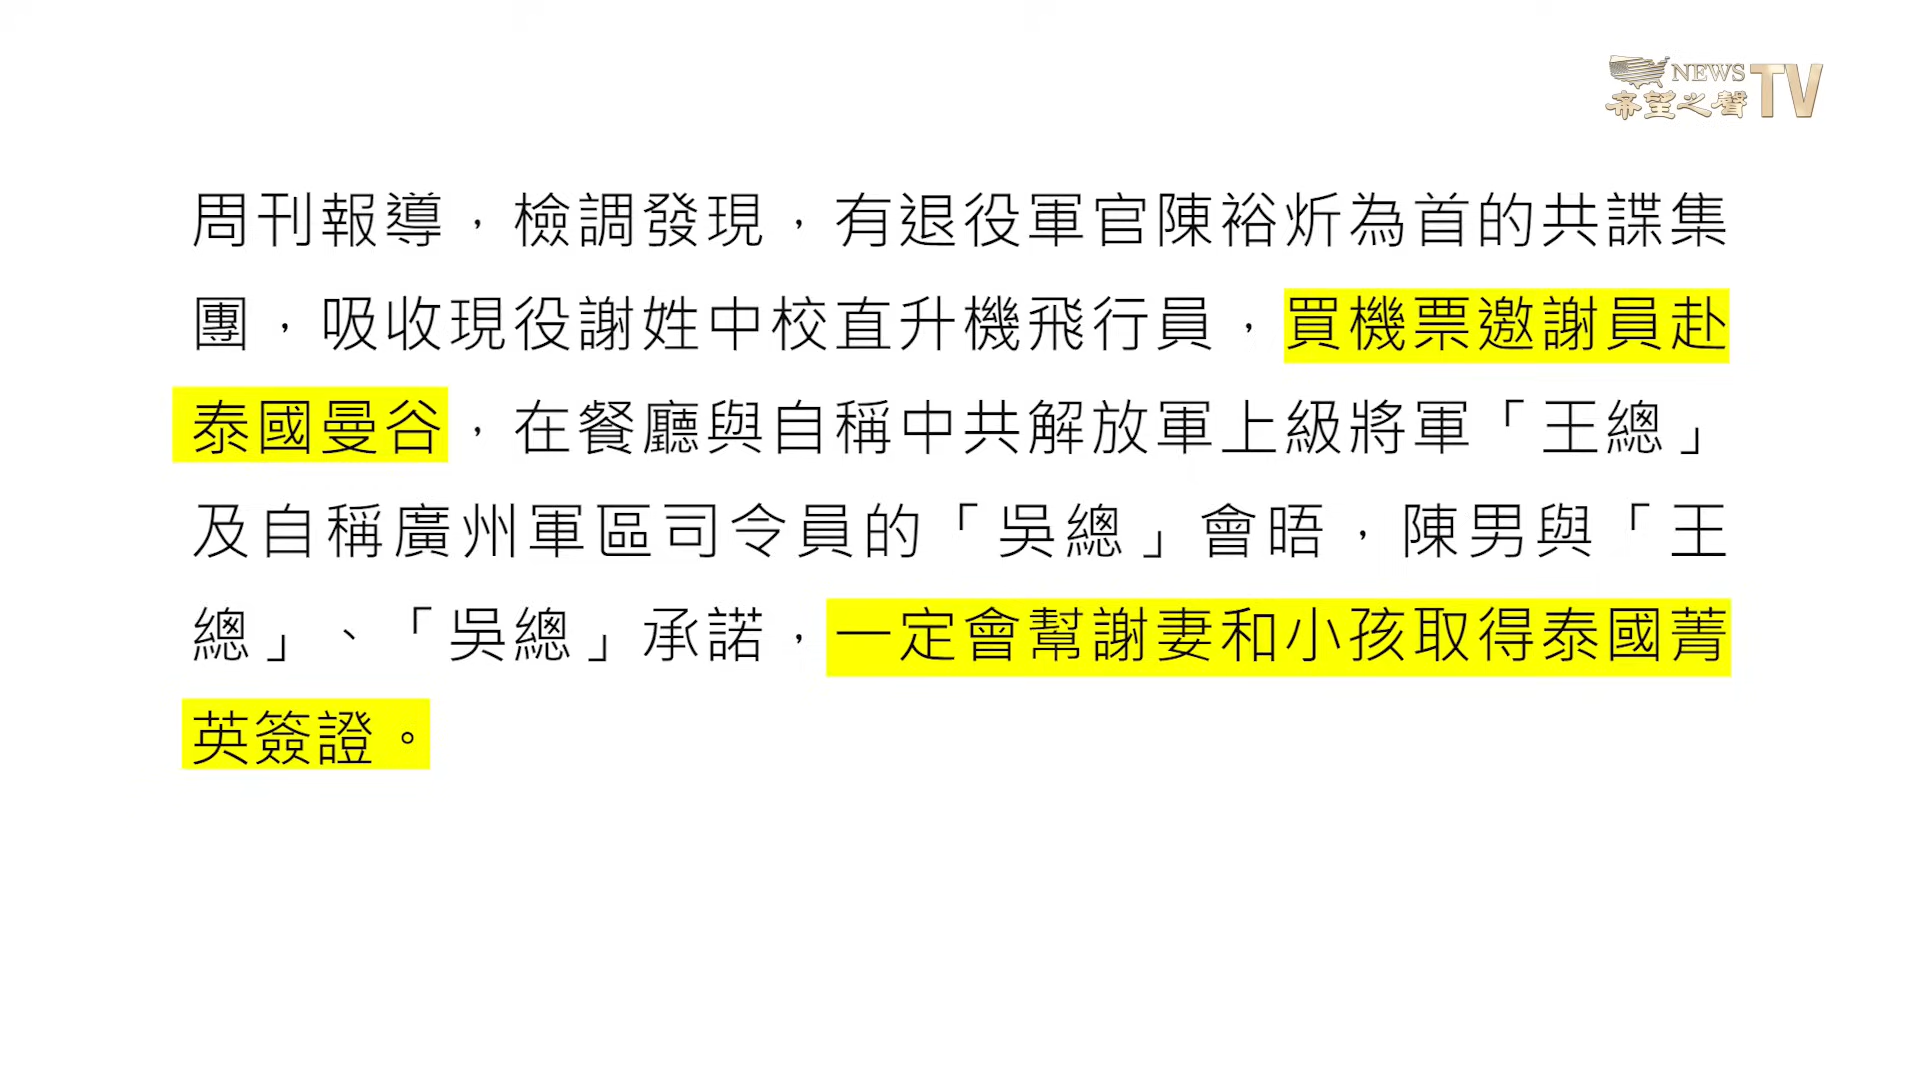 NEWS
希望之聲TV
周刊報導，檢調發現，有退役軍官陳裕炘為首的共諜集
團，吸收現役謝姓中校直升機飛行員，買機票邀謝員赴
泰國曼谷，在餐廳與自稱中共解放軍上級將軍「王總」
及自稱廣州軍區司令員的「吳總」會晤，陳男與「王
總」、「吳總」承諾，一定會幫謝妻和小孩取得泰國菁
英簽證。